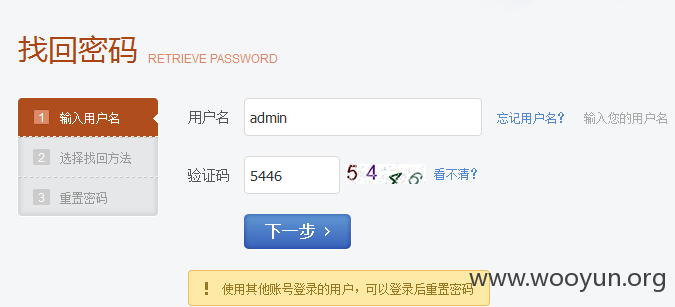 找回密码 RETRIEVE PASSWORD
1 输入用户名
2 选择找回方法
3 重置密码
用户名 admin 忘记用户名? 输入您的用户名
验证码 5446 5446 看不清?
下一步 ›
! 使用其他账号登录的用户，可以登录后重置密码
www.wooyun.org